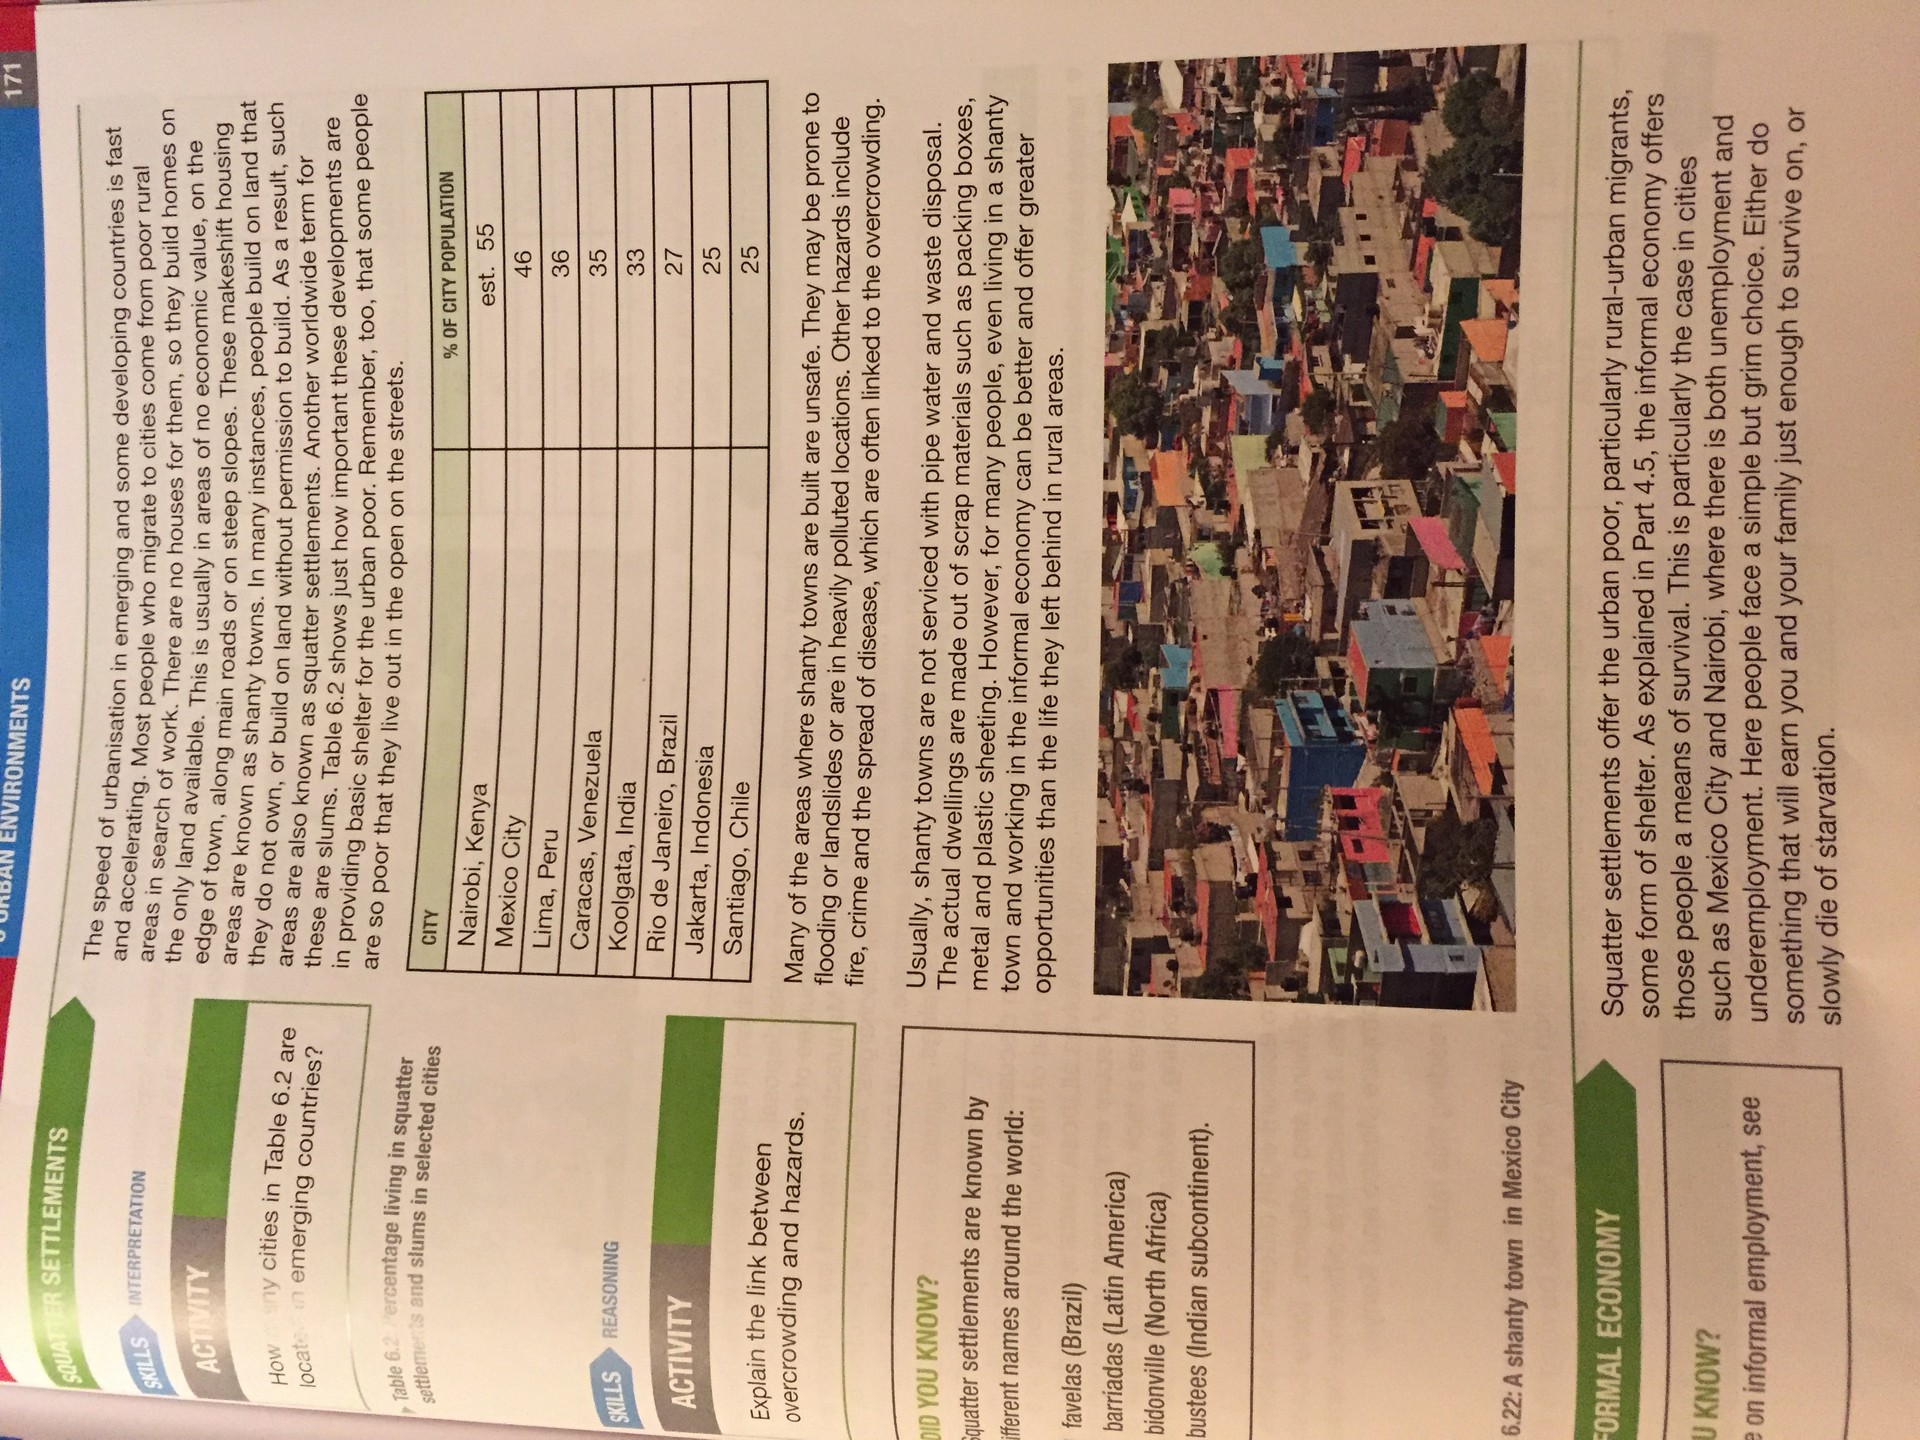 URBAN ENVIRONMENTS
171
SQUATTER SETTLEMENTS
The speed of urbanisation in emerging and some developing countries is fast
and accelerating. Most people who migrate to cities come from poor rural
areas in search of work. There are no houses for them, so they build homes on
the only land available. This is usually in areas of no economic value, on the
edge of town, along main roads or on steep slopes. These makeshift housing
areas are known as shanty towns. In many instances, people build on land that
they do not own, or build on land without permission to build. As a result, such
areas are also known as squatter settlements. Another worldwide term for
these are slums. Table 6.2 shows just how important these developments are
in providing basic shelter for the urban poor. Remember, too, that some people
are so poor that they live out in the open on the streets.
SKILLS INTERPRETATION
ACTIVITY
How any cities in Table 6.2 are
locate in emerging countries?
Table 6.2 Percentage living in squatter
settlements and slums in selected cities
CITY % OF CITY POPULATION
Nairobi, Kenya est. 55
Mexico City 46
Lima, Peru 36
Caracas, Venezuela 35
Koolgata, India 33
Rio de Janeiro, Brazil 27
Jakarta, Indonesia 25
Santiago, Chile 25
SKILLS REASONING
ACTIVITY
Explain the link between
overcrowding and hazards.
Many of the areas where shanty towns are built are unsafe. They may be prone to
flooding or landslides or are in heavily polluted locations. Other hazards include
fire, crime and the spread of disease, which are often linked to the overcrowding.
Usually, shanty towns are not serviced with pipe water and waste disposal.
The actual dwellings are made out of scrap materials such as packing boxes,
metal and plastic sheeting. However, for many people, even living in a shanty
town and working in the informal economy can be better and offer greater
opportunities than the life they left behind in rural areas.
DID YOU KNOW?
Squatter settlements are known by
ifferent names around the world:
favelas (Brazil)
barriadas (Latin America)
bidonville (North Africa)
bustees (Indian subcontinent).
6.22: A shanty town in Mexico City
FORMAL ECONOMY
Squatter settlements offer the urban poor, particularly rural-urban migrants,
some form of shelter. As explained in Part 4.5, the informal economy offers
those people a means of survival. This is particularly the case in cities
such as Mexico City and Nairobi, where there is both unemployment and
underemployment. Here people face a simple but grim choice. Either do
something that will earn you and your family just enough to survive on, or
slowly die of starvation.
U KNOW?
e on informal employment, see